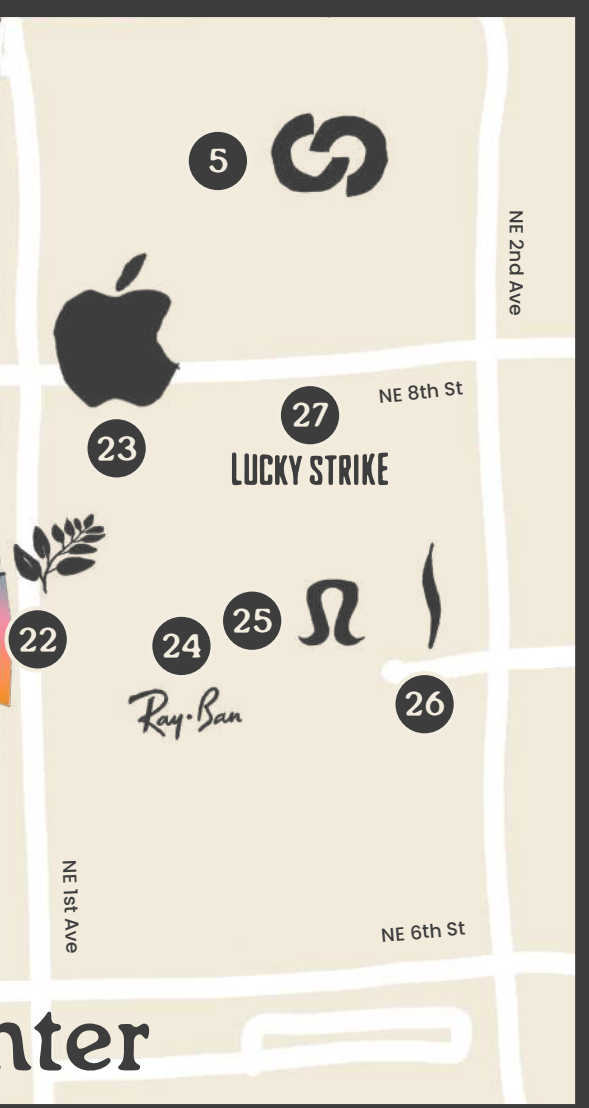 5
NE 2nd Ave
NE 8th St
27
LUCKY STRIKE
23
25
22
24
Ray-Ban
26
NE 1st Ave
NE 6th St
nter